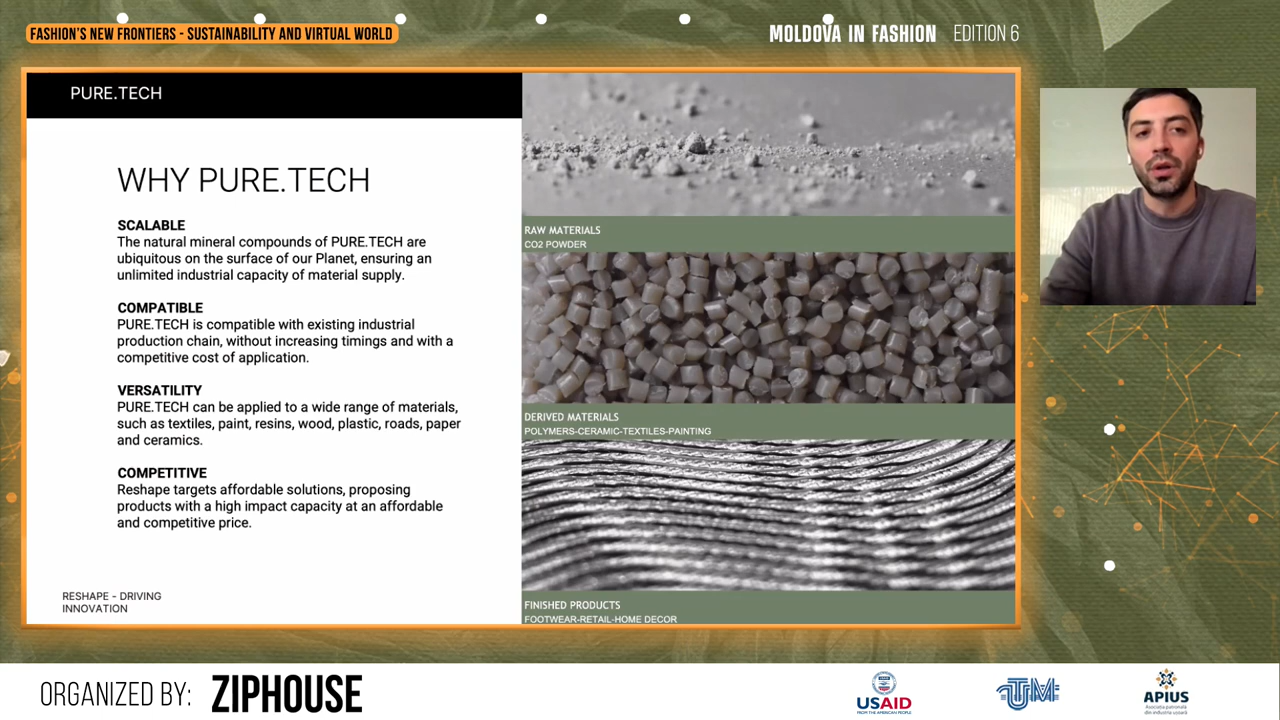 FASHION'S NEW FRONTIERS - SUSTAINABILITY AND VIRTUAL WORLD
MOLDOVA IN FASHION EDITION 6
PURE.TECH
WHY PURE.TECH
SCALABLE
The natural mineral compounds of PURE.TECH are
ubiquitous on the surface of our Planet, ensuring an
unlimited industrial capacity of material supply.
COMPATIBLE
PURE.TECH is compatible with existing industrial
production chain, without increasing timings and with a
competitive cost of application.
VERSATILITY
PURE.TECH can be applied to a wide range of materials,
such as textiles, paint, resins, wood, plastic, roads, paper
and ceramics.
COMPETITIVE
Reshape targets affordable solutions, proposing
products with a high impact capacity at an affordable
and competitive price.
RESHAPE - DRIVING
INNOVATION
RAW MATERIALS
CO2 POWDER
DERIVED MATERIALS
POLYMERS-CERAMIC-TEXTILES-PAINTING
FINISHED PRODUCTS
FOOTWEAR-RETAIL-HOME DECOR
ORGANIZED BY: ZIPHOUSE
USAID
FROM THE AMERICAN PEOPLE
UTM
APIUS
Asociația patronală
din industria ușoară